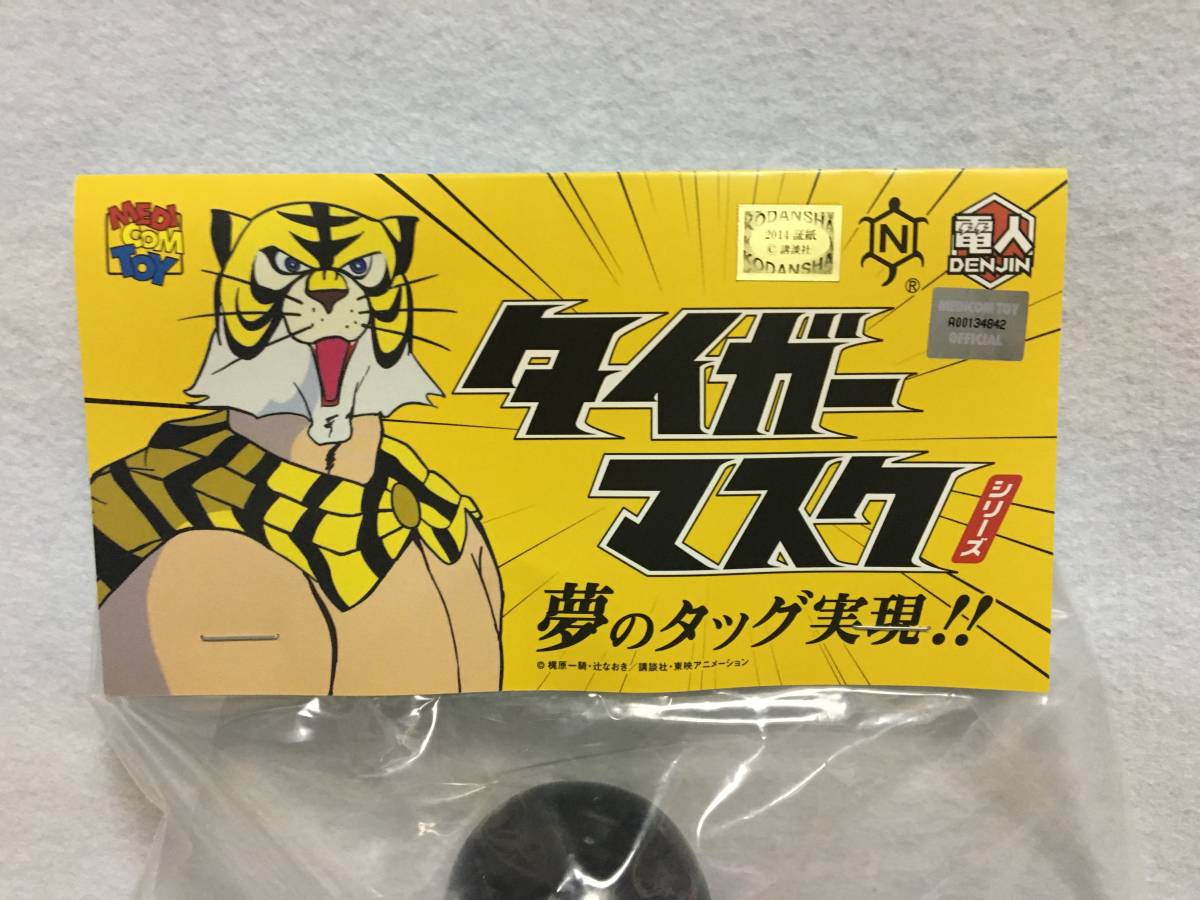 MEDI
COM
TOY
KODANSHA
2014 証紙
© 講談社
KODANSHA
N
®
電人
DENJIN
MEDICOM TOY
A00134842
OFFICIAL
タイガー
マスク
シリーズ
夢のタッグ実現!!
© 梶原一騎・辻なおき/講談社・東映アニメーション